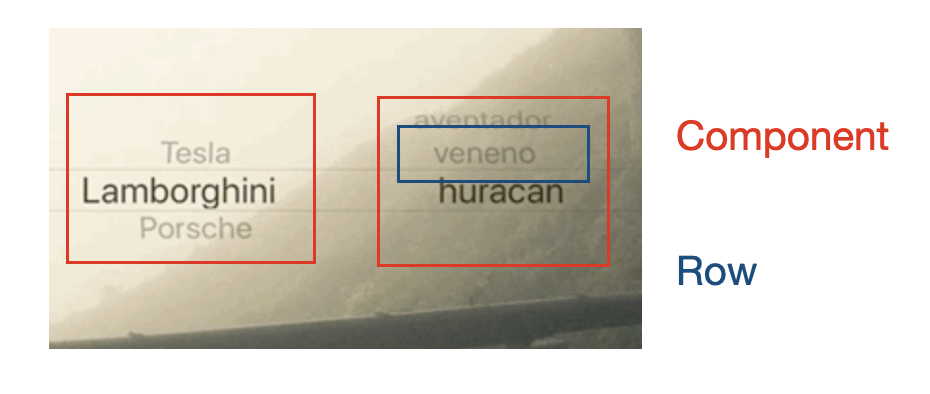 Tesla
Lamborghini
Porsche
aventador
veneno
huracan
Component
Row